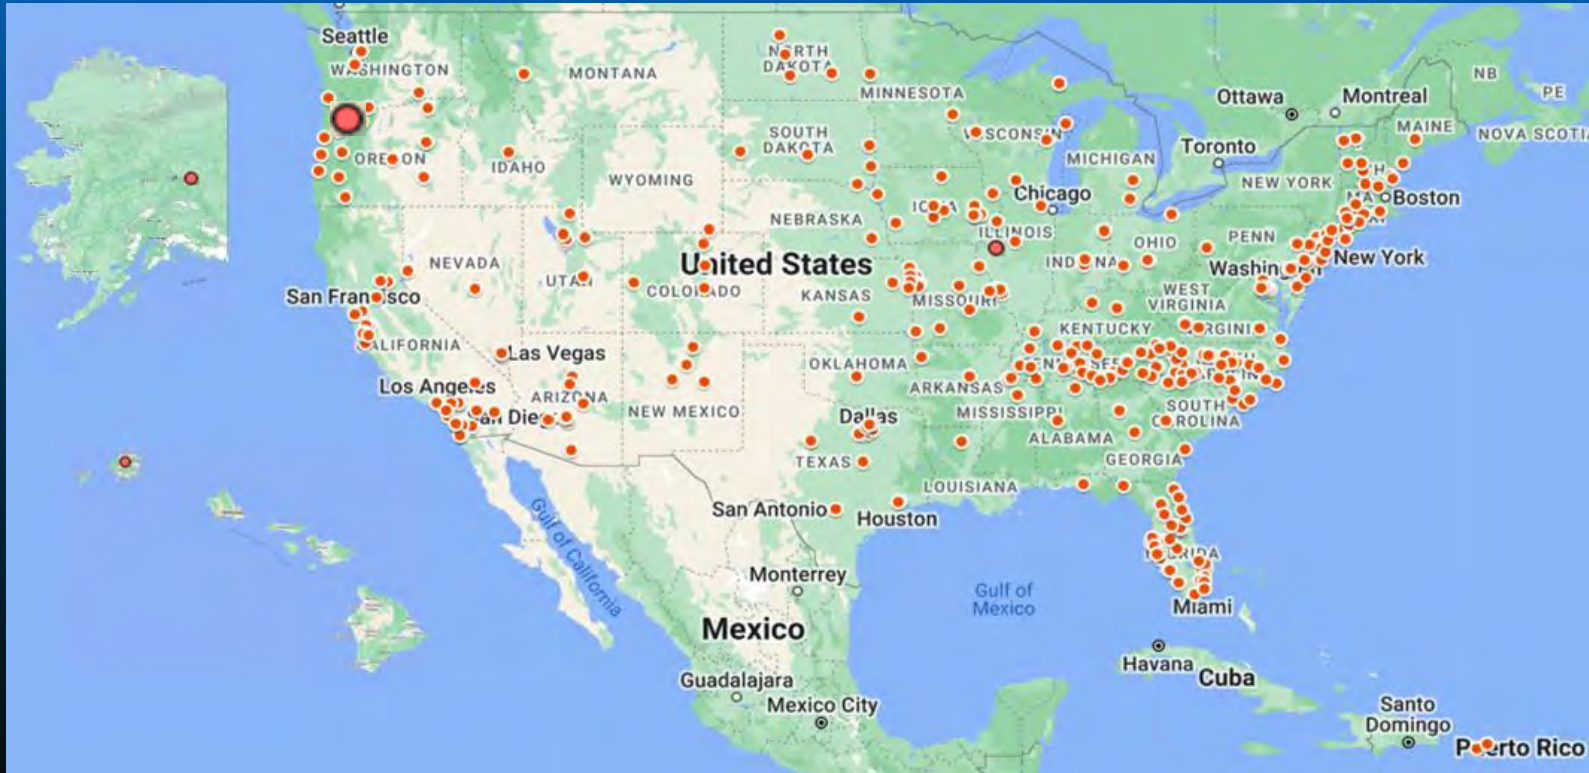 Seattle
WASHINGTON
MONTANA
NORTH
DAKOTA
MINNESOTA
Ottawa
Montreal
NB
PE
MAINE
NOVA SCOTIA
OREGON
IDAHO
WYOMING
SOUTH
DAKOTA
WISCONSIN
MICHIGAN
Toronto
NEW YORK
Chicago
MA
Boston
NEBRASKA
IOWA
ILLINOIS
OHIO
PENN
NEVADA
UTAH
United States
COLORADO
INDIANA
Washington
New York
San Francisco
KANSAS
MISSOURI
WEST
VIRGINIA
CALIFORNIA
Las Vegas
OKLAHOMA
KENTUCKY
VIRGINIA
TENNESSEE
NORTH
CAROLINA
Los Angeles
ARIZONA
NEW MEXICO
ARKANSAS
MISSISSIPPI
SOUTH
CAROLINA
San Diego
Dallas
ALABAMA
GEORGIA
TEXAS
LOUISIANA
San Antonio
Houston
Gulf of California
FLORIDA
Monterrey
Gulf of
Mexico
Miami
Mexico
Havana
Cuba
Guadalajara
Mexico City
Santo
Domingo
Puerto Rico